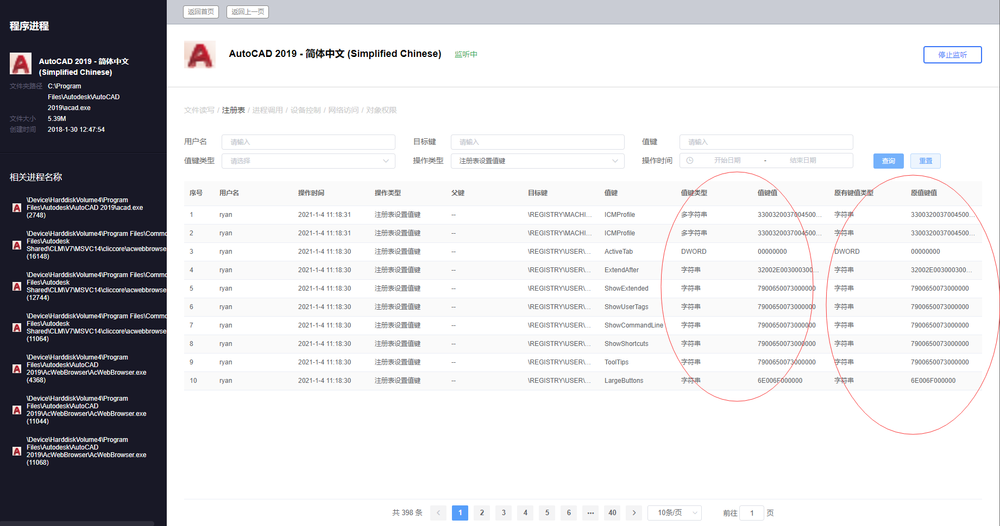 程序进程
AutoCAD 2019 - 简体中文
(Simplified Chinese)
文件夹路径 C:\Program
Files\Autodesk\AutoCAD
2019\acad.exe
文件大小 5.39M
创建时间 2018-1-30 12:47:54
相关进程名称
\Device\HarddiskVolume4\Program
Files\Autodesk\AutoCAD 2019\acad.exe
(2748)
\Device\HarddiskVolume4\Program Files\Commo
Files\Autodesk
Shared\CLM\V7\MSVC14\cliccore\acwebbrowse
(16148)
\Device\HarddiskVolume4\Program Files\Commo
Files\Autodesk
Shared\CLM\V7\MSVC14\cliccore\acwebbrowse
(12744)
\Device\HarddiskVolume4\Program Files\Commo
Files\Autodesk
Shared\CLM\V7\MSVC14\cliccore\acwebbrowse
(11064)
\Device\HarddiskVolume4\Program
Files\Autodesk\AutoCAD
2019\AcWebBrowser\AcWebBrowser.exe
(4368)
\Device\HarddiskVolume4\Program
Files\Autodesk\AutoCAD
2019\AcWebBrowser\AcWebBrowser.exe
(11044)
\Device\HarddiskVolume4\Program
Files\Autodesk\AutoCAD
2019\AcWebBrowser\AcWebBrowser.exe
(11068)
返回首页 返回上一页
AutoCAD 2019 - 简体中文 (Simplified Chinese) 监听中 停止监听
文件读写 / 注册表 / 进程调用 / 设备控制 / 网络访问 / 对象权限
用户名 请输入 目标键 请输入 值键 请输入
值键类型 请选择 操作类型 注册表设置值键 操作时间 开始日期 - 结束日期 查询 重置
序号 用户名 操作时间 操作类型 父键 目标键 值键 值键类型 值键值 原有键值类型 原值键值
1 ryan 2021-1-4 11:18:31 注册表设置值键 -- \REGISTRY\MACHI... ICMProfile 多字符串 3300320037004500... 字符串 3300320037004500...
2 ryan 2021-1-4 11:18:31 注册表设置值键 -- \REGISTRY\MACHI... ICMProfile 多字符串 3300320037004500... 字符串 3300320037004500...
3 ryan 2021-1-4 11:18:30 注册表设置值键 -- \REGISTRY\USER\... ActiveTab DWORD 00000000 DWORD 00000000
4 ryan 2021-1-4 11:18:30 注册表设置值键 -- \REGISTRY\USER\... ExtendAfter 字符串 32002E003000300... 字符串 32002E003000300...
5 ryan 2021-1-4 11:18:30 注册表设置值键 -- \REGISTRY\USER\... ShowExtended 字符串 7900650073000000 字符串 7900650073000000
6 ryan 2021-1-4 11:18:30 注册表设置值键 -- \REGISTRY\USER\... ShowUserTags 字符串 7900650073000000 字符串 7900650073000000
7 ryan 2021-1-4 11:18:30 注册表设置值键 -- \REGISTRY\USER\... ShowCommandLine 字符串 7900650073000000 字符串 7900650073000000
8 ryan 2021-1-4 11:18:30 注册表设置值键 -- \REGISTRY\USER\... ShowShortcuts 字符串 7900650073000000 字符串 7900650073000000
9 ryan 2021-1-4 11:18:30 注册表设置值键 -- \REGISTRY\USER\... ToolTips 字符串 7900650073000000 字符串 7900650073000000
10 ryan 2021-1-4 11:18:30 注册表设置值键 -- \REGISTRY\USER\... LargeButtons 字符串 6E006F000000 字符串 6E006F000000
共 398 条 < 1 2 3 4 5 6 ... 40 > 10条/页 前往 1 页